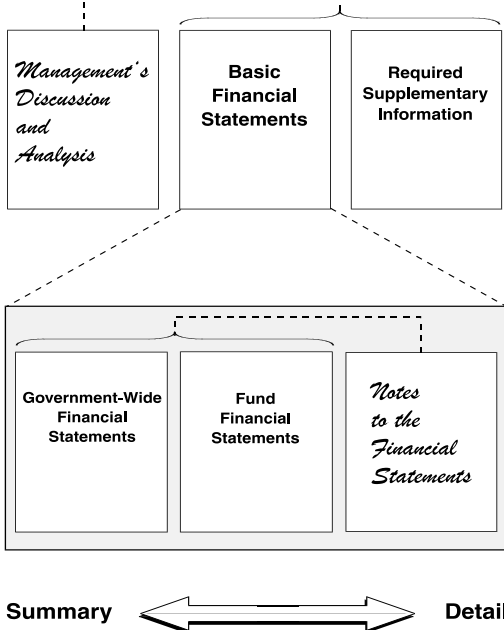 Management's
Discussion
and
Analysis
Basic
Financial
Statements
Required
Supplementary
Information
Government-Wide
Financial
Statements
Fund
Financial
Statements
Notes
to the
Financial
Statements
Summary
Detail